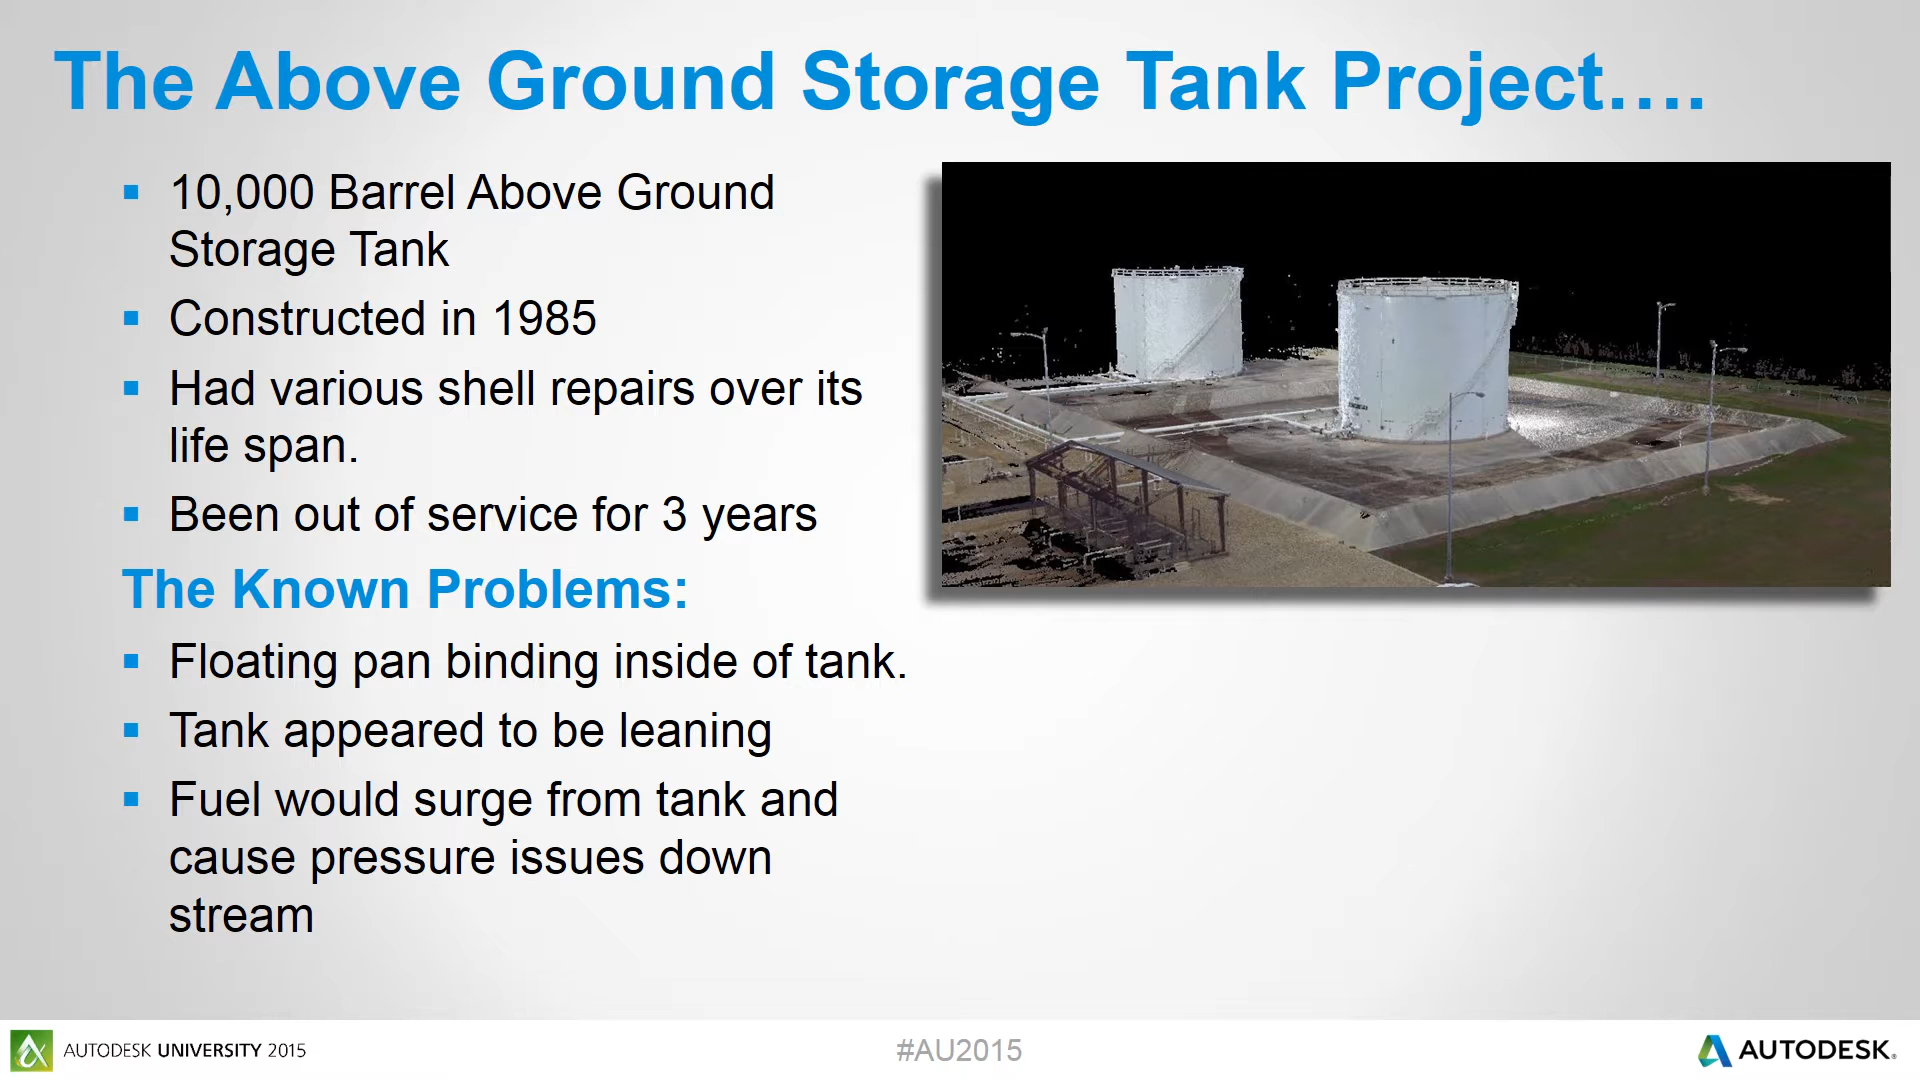 The Above Ground Storage Tank Project….
10,000 Barrel Above Ground
Storage Tank
Constructed in 1985
Had various shell repairs over its
life span.
Been out of service for 3 years
The Known Problems:
Floating pan binding inside of tank.
Tank appeared to be leaning
Fuel would surge from tank and
cause pressure issues down
stream
AUTODESK UNIVERSITY 2015
#AU2015
AUTODESK.